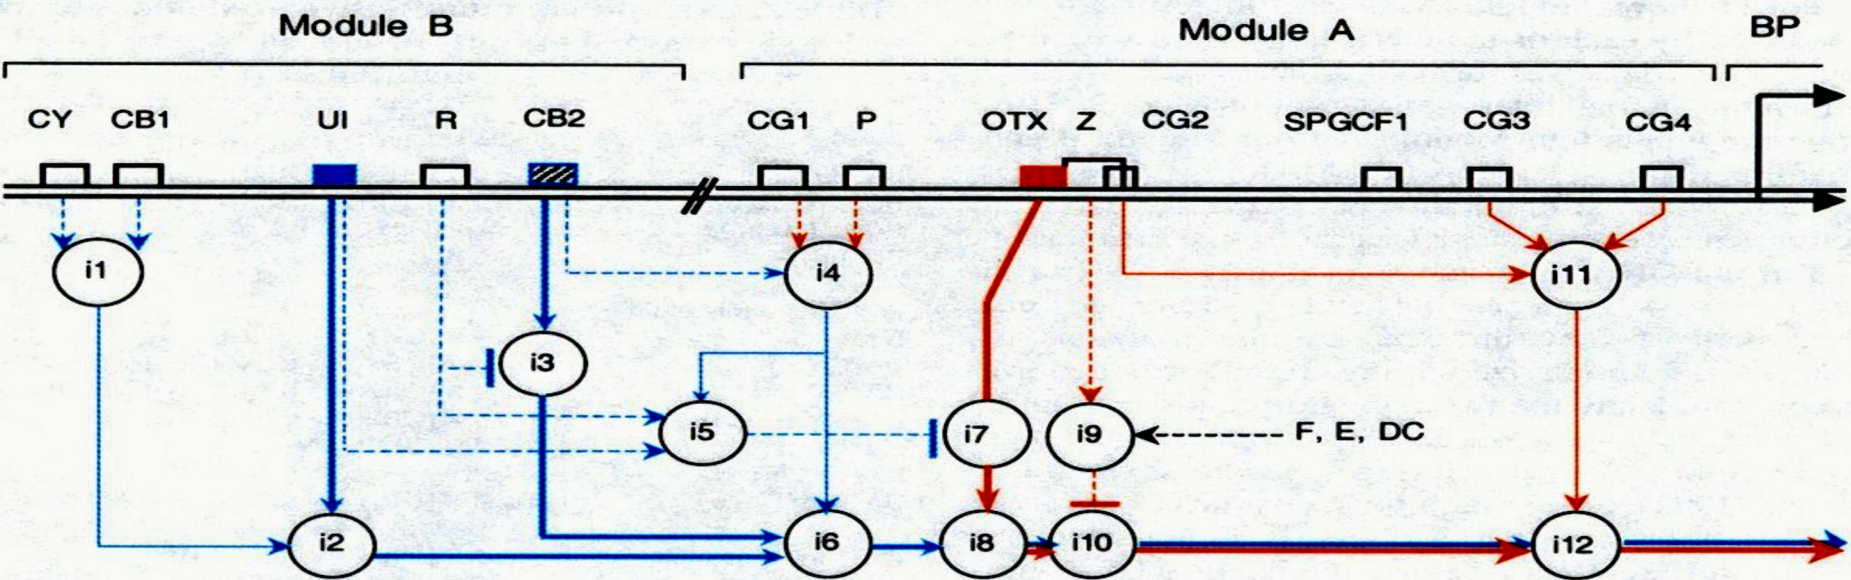 Module B
Module A
BP
CY CB1 UI R CB2 CG1 P OTX Z CG2 SPGCF1 CG3 CG4
i1
i4
i11
i3
i5
i7
i9
F, E, DC
i2
i6
i8
i10
i12